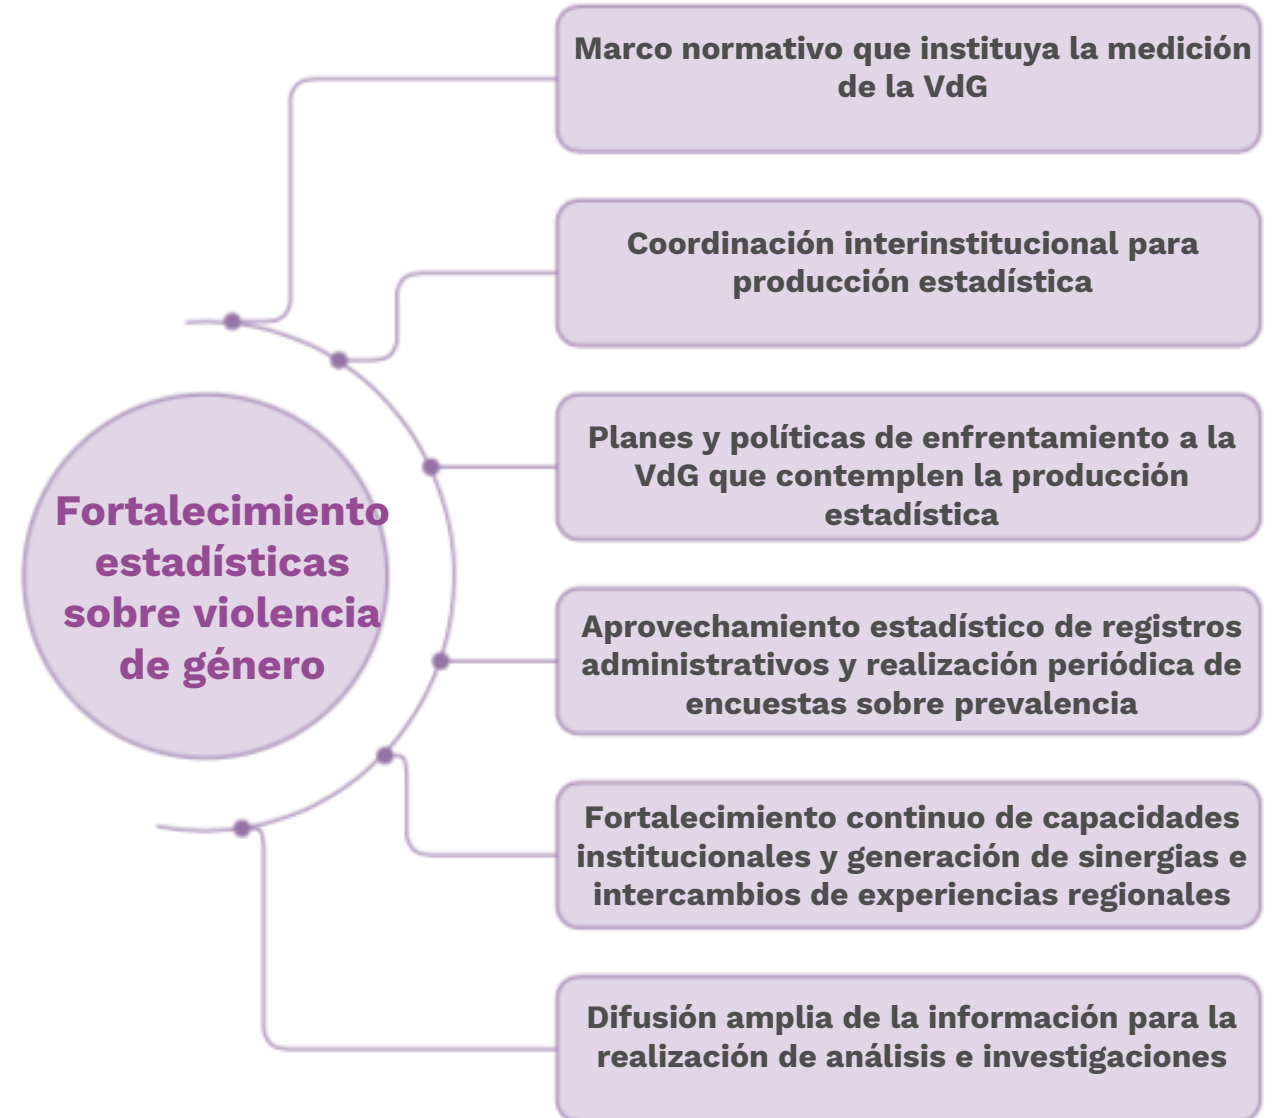 Marco normativo que instituya la medición
de la VdG
Coordinación interinstitucional para
producción estadística
Planes y políticas de enfrentamiento a la
VdG que contemplen la producción
estadística
Fortalecimiento
estadísticas
sobre violencia
de género
Aprovechamiento estadístico de registros
administrativos y realización periódica de
encuestas sobre prevalencia
Fortalecimiento continuo de capacidades
institucionales y generación de sinergias e
intercambios de experiencias regionales
Difusión amplia de la información para la
realización de análisis e investigaciones